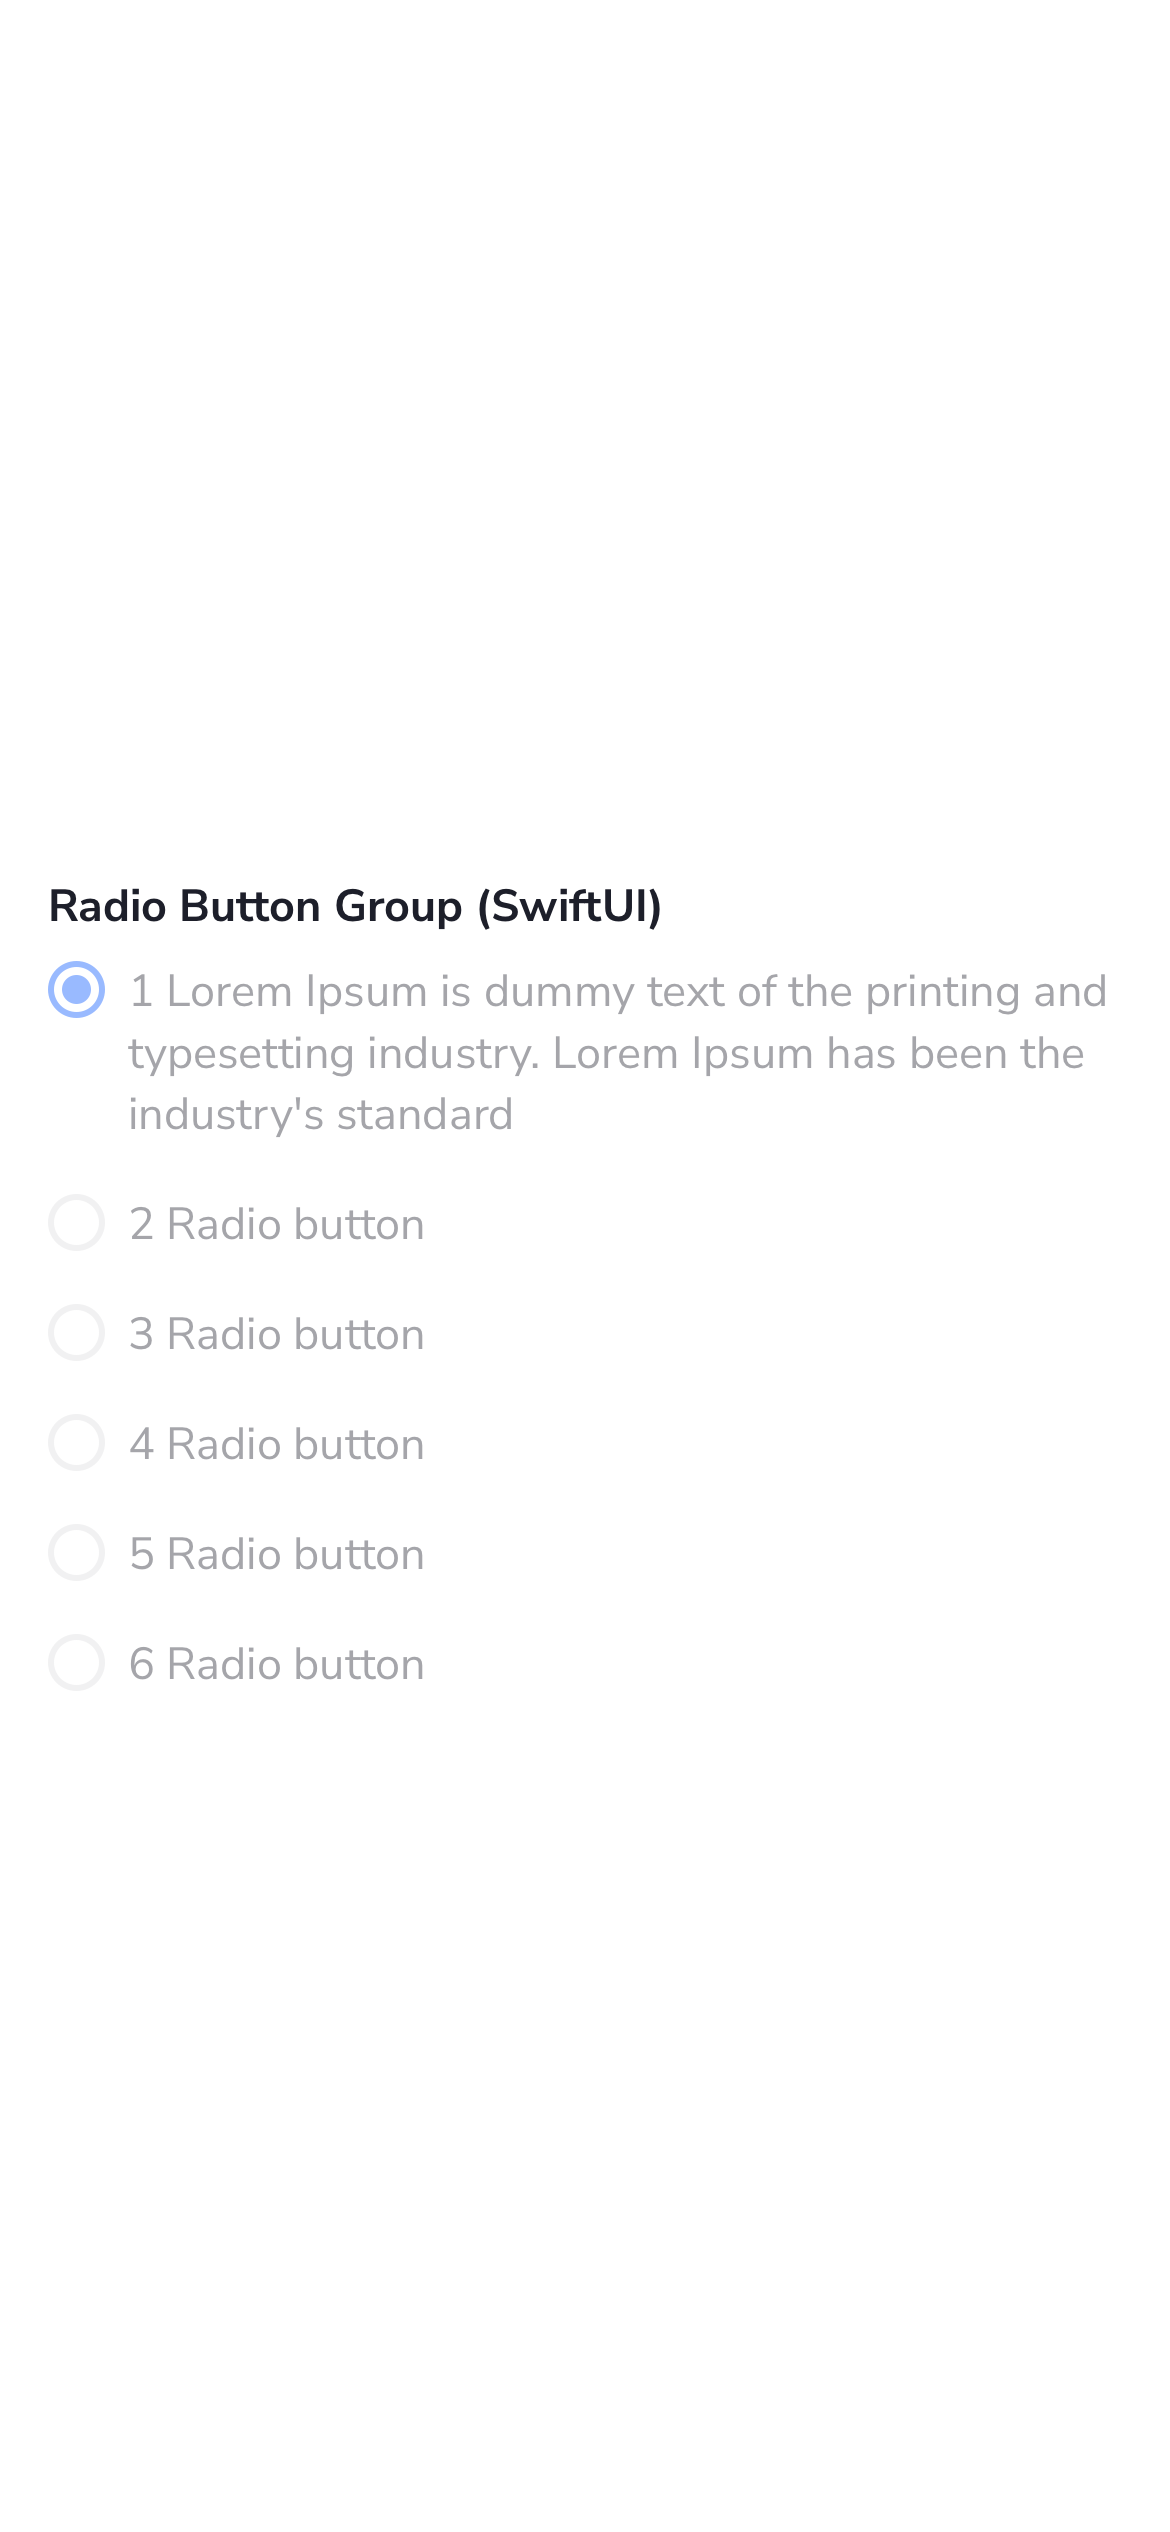 Radio Button Group (SwiftUI)
1 Lorem Ipsum is dummy text of the printing and
typesetting industry. Lorem Ipsum has been the
industry's standard
2 Radio button
3 Radio button
4 Radio button
5 Radio button
6 Radio button